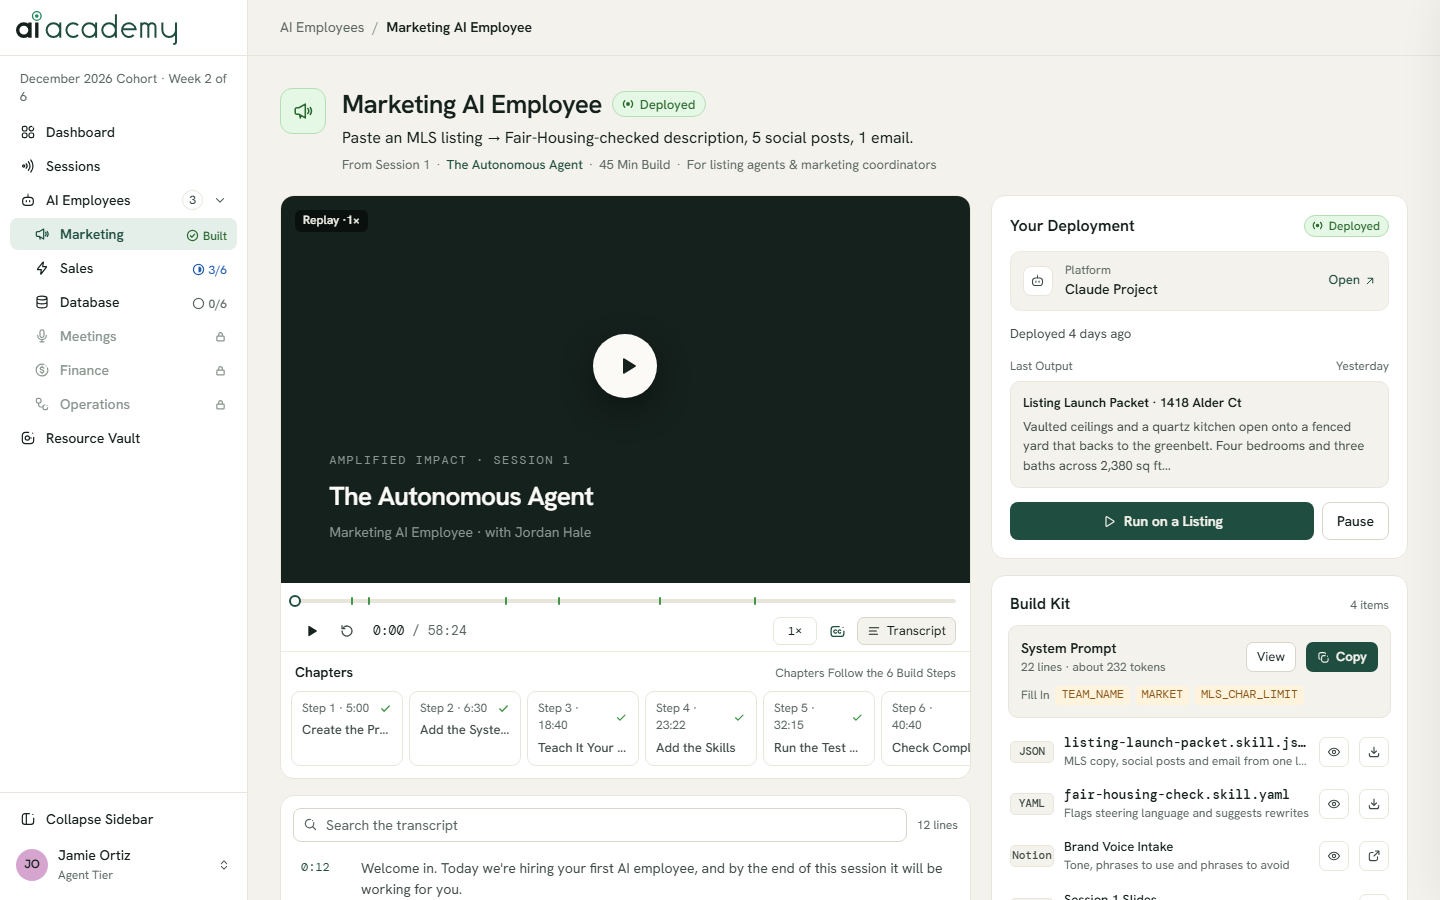 ai academy
December 2026 Cohort · Week 2 of
6
Dashboard
Sessions
AI Employees 3
Marketing Built
Sales 3/6
Database 0/6
Meetings
Finance
Operations
Resource Vault
Collapse Sidebar
JO
Jamie Ortiz
Agent Tier
AI Employees / Marketing AI Employee
Marketing AI Employee Deployed
Paste an MLS listing → Fair-Housing-checked description, 5 social posts, 1 email.
From Session 1 · The Autonomous Agent · 45 Min Build · For listing agents & marketing coordinators
Replay ·1×
AMPLIFIED IMPACT · SESSION 1
The Autonomous Agent
Marketing AI Employee · with Jordan Hale
0:00 / 58:24
1×
CC
Transcript
Chapters
Chapters Follow the 6 Build Steps
Step 1 · 5:00
Create the Pr...
Step 2 · 6:30
Add the Syste...
Step 3 ·
18:40
Teach It Your ...
Step 4 ·
23:22
Add the Skills
Step 5 ·
32:15
Run the Test ...
Step 6 ·
40:40
Check Compl
Search the transcript
12 lines
0:12
Welcome in. Today we're hiring your first AI employee, and by the end of this session it will be
working for you.
Your Deployment
Deployed
Platform
Claude Project
Open ↗
Deployed 4 days ago
Last Output
Yesterday
Listing Launch Packet · 1418 Alder Ct
Vaulted ceilings and a quartz kitchen open onto a fenced
yard that backs to the greenbelt. Four bedrooms and three
baths across 2,380 sq ft...
Run on a Listing
Pause
Build Kit
4 items
System Prompt
22 lines · about 232 tokens
View
Copy
Fill In TEAM_NAME MARKET MLS_CHAR_LIMIT
JSON
listing-launch-packet.skill.js...
MLS copy, social posts and email from one l...
YAML
fair-housing-check.skill.yaml
Flags steering language and suggests rewrites
Notion
Brand Voice Intake
Tone, phrases to use and phrases to avoid
Session 1 Slides